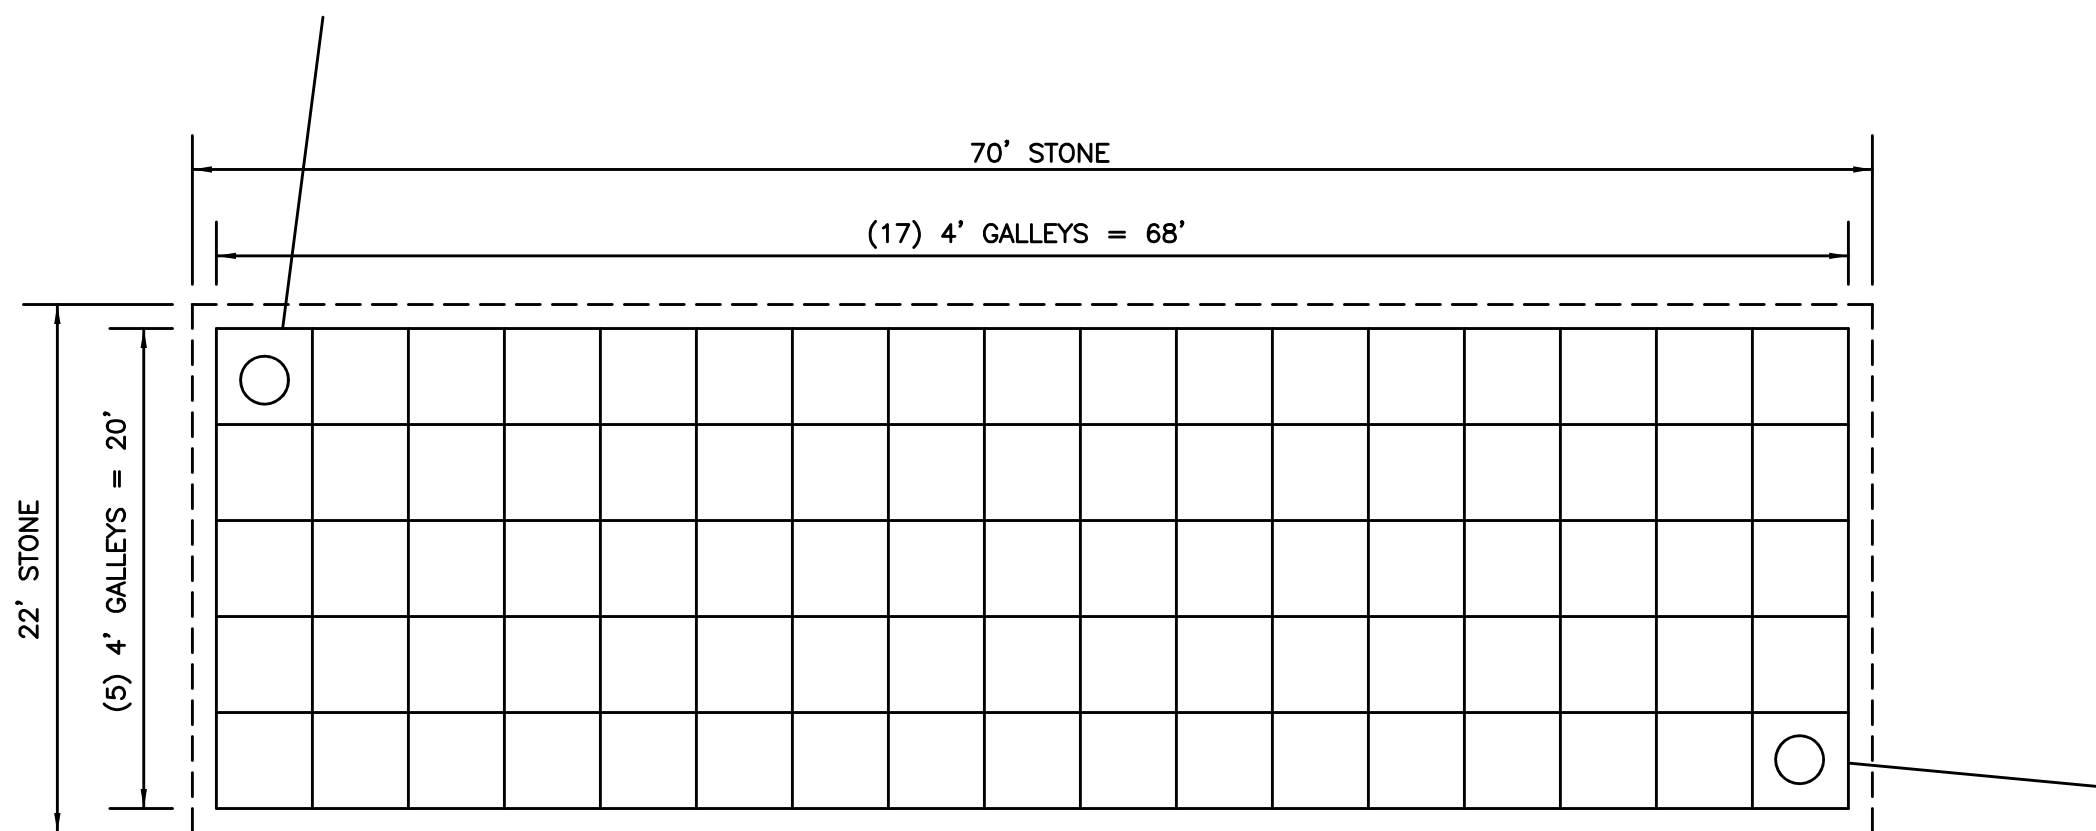 70' STONE
(17) 4' GALLEYS = 68'
22' STONE
(5) 4' GALLEYS = 20'